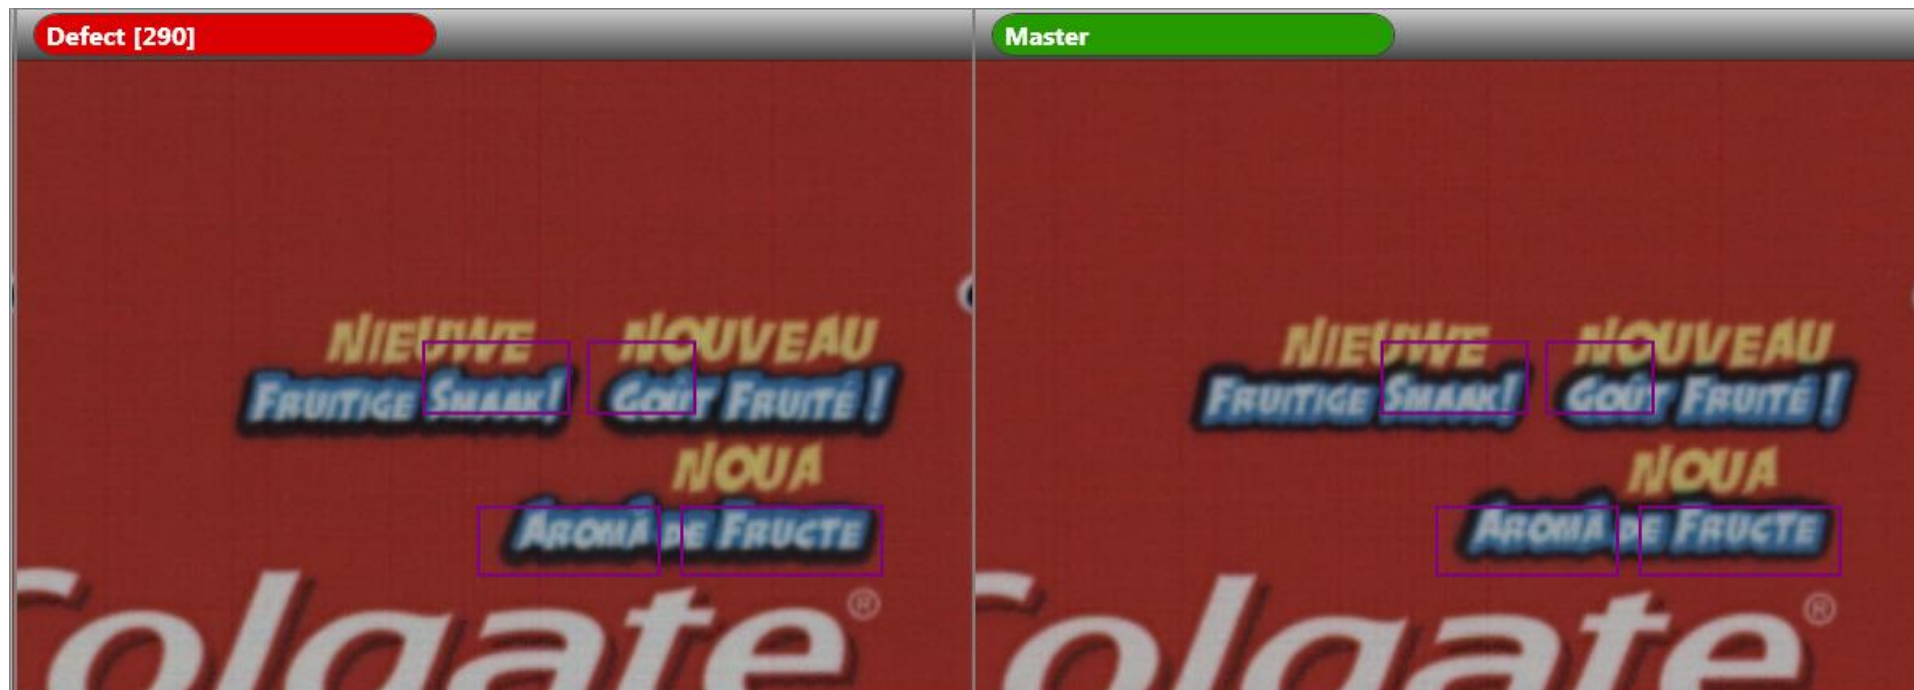 Defect [290]
Master
NIEUWE NOUVEAU
FRUITIGE SMAAK! GOÛT FRUITÉ !
NOUA
AROMĂ DE FRUCTE
Colgate®
NIEUWE NOUVEAU
FRUITIGE SMAAK! GOÛT FRUITÉ !
NOUA
AROMĂ DE FRUCTE
Colgate®